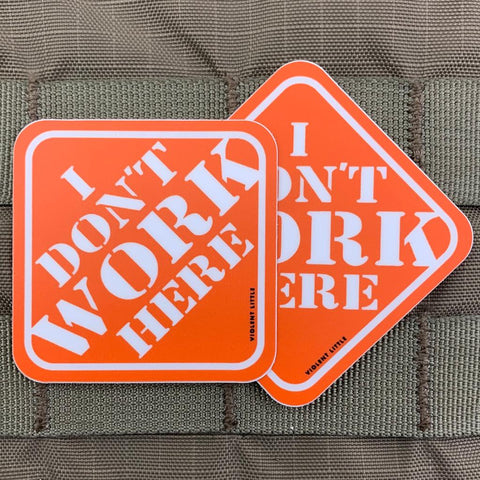 I
DON'T
WORK
HERE
VIOLENT LITTLE
I
ON'T
ORK
ERE
VIOLENT LITTLE